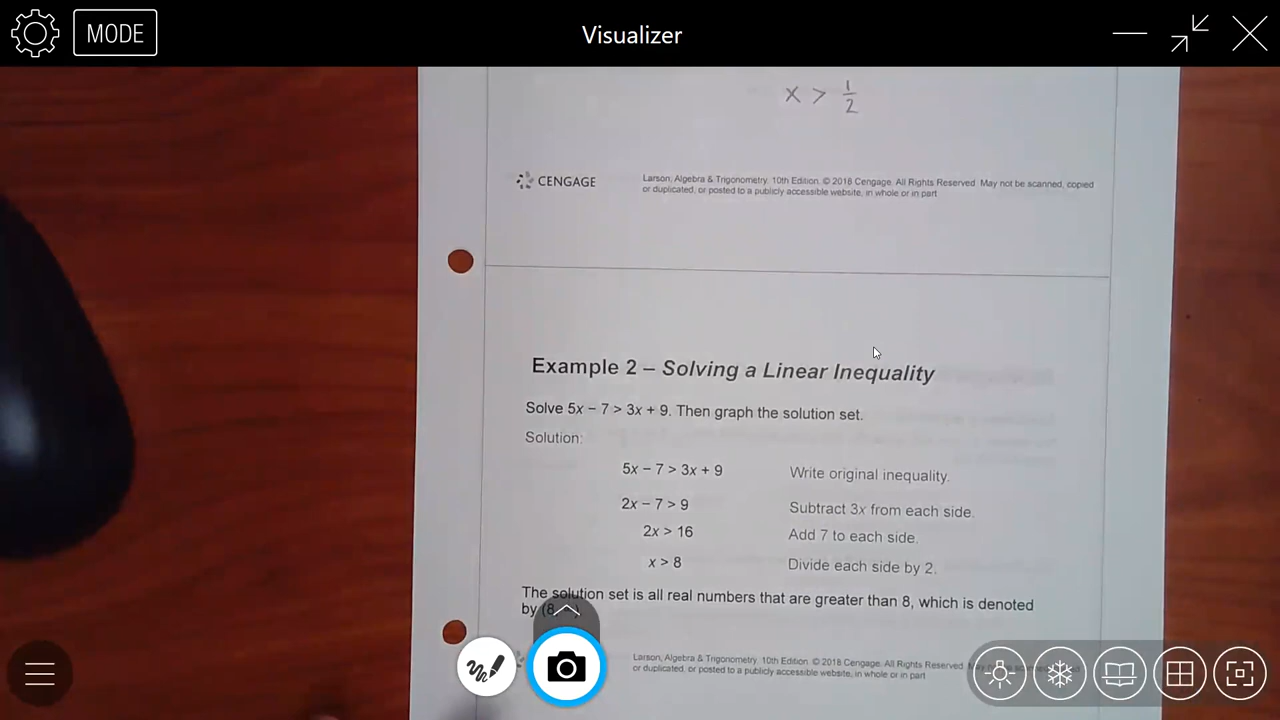 MODE
Visualizer
x > 1/2
CENGAGE
Larson, Algebra & Trigonometry, 10th Edition. © 2018 Cengage. All Rights Reserved. May not be scanned, copied
or duplicated, or posted to a publicly accessible website, in whole or in part
Example 2 – Solving a Linear Inequality
Solve 5x − 7 > 3x + 9. Then graph the solution set.
Solution:
5x − 7 > 3x + 9 Write original inequality.
2x − 7 > 9 Subtract 3x from each side.
2x > 16 Add 7 to each side.
x > 8 Divide each side by 2.
The solution set is all real numbers that are greater than 8, which is denoted
by (8,
Larson, Algebra & Trigonometry, 10th Edition. © 2018 Cengage. All Rights Reserved.
or duplicated, or posted to a publicly accessible website, in whole or in part